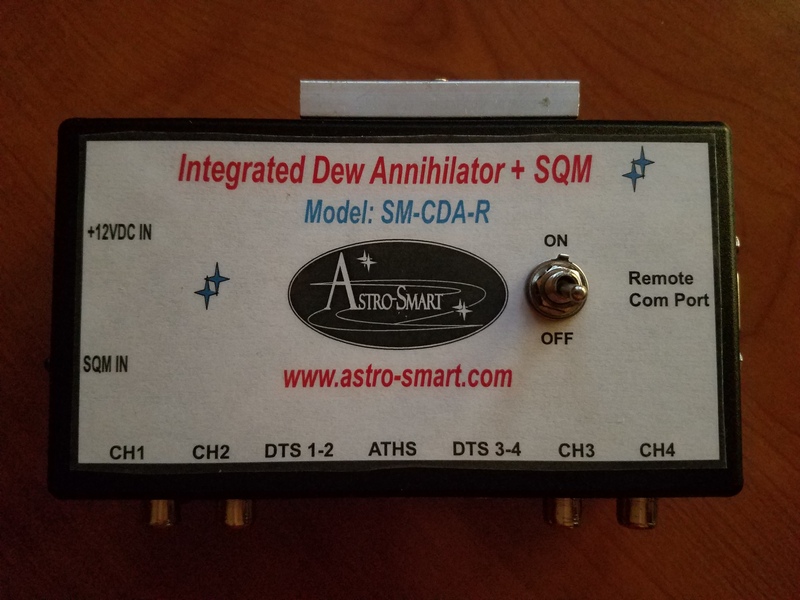 Integrated Dew Annihilator + SQM
Model: SM-CDA-R
+12VDC IN
ON
ASTRO-SMART
Remote
Com Port
OFF
SQM IN
www.astro-smart.com
CH1 CH2 DTS 1-2 ATHS DTS 3-4 CH3 CH4